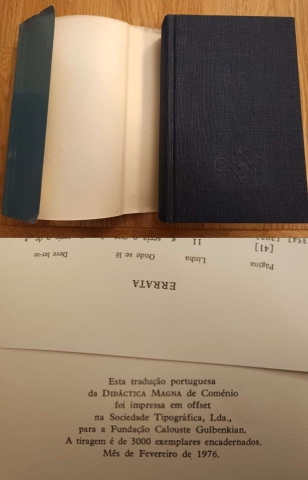 ERRATA
Página Linha Onde se lê Deve ler-se
[41] 11
Esta tradução portuguesa
da DIDÁCTICA MAGNA de Coménio
foi impressa em offset
na Sociedade Tipográfica, Lda.,
para a Fundação Calouste Gulbenkian.
A tiragem é de 3000 exemplares encadernados.
Mês de Fevereiro de 1976.